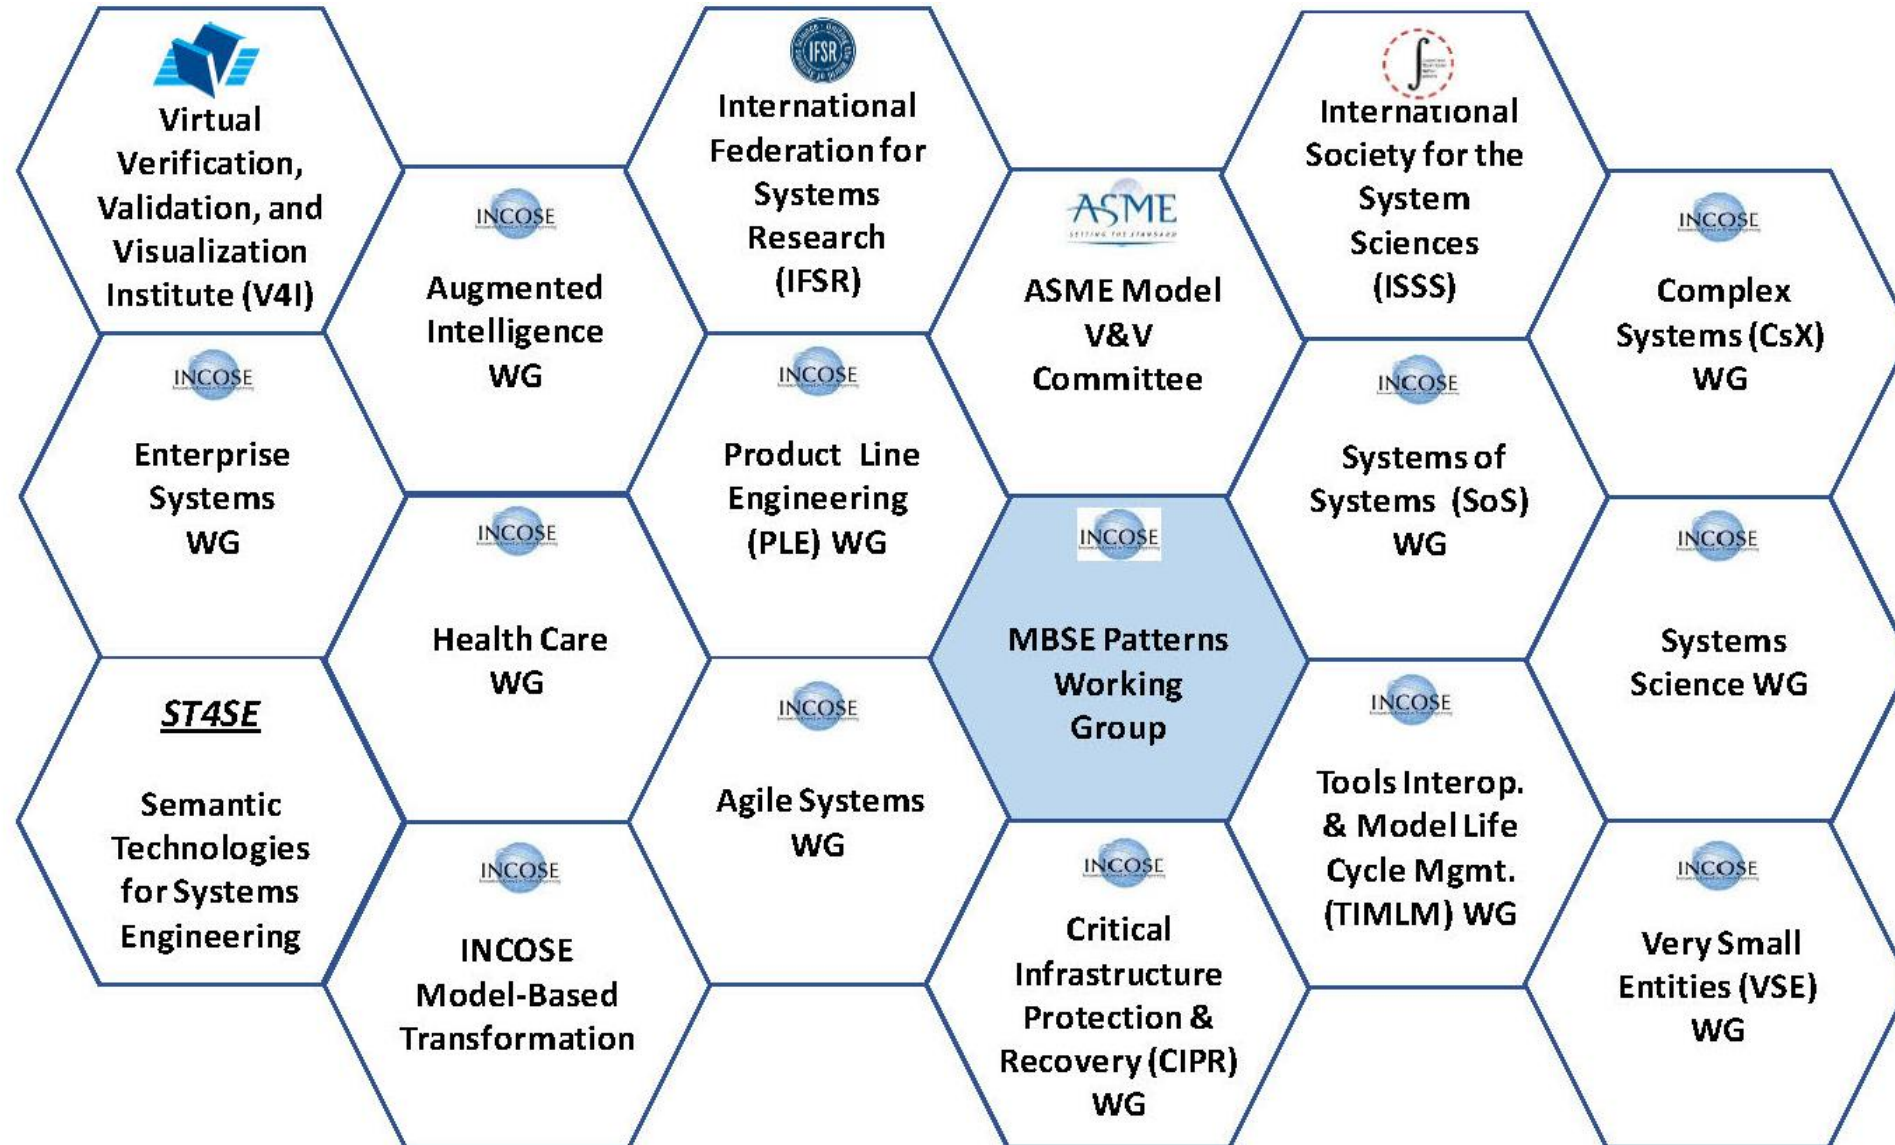 IFSR
Virtual
Verification,
Validation, and
Visualization
Institute (V4I)
INCOSE
Enterprise
Systems
WG
ST4SE
Semantic
Technologies
for Systems
Engineering
INCOSE
Augmented
Intelligence
WG
INCOSE
Health Care
WG
INCOSE
INCOSE
Model-Based
Transformation
International
Federation for
Systems
Research
(IFSR)
INCOSE
Product Line
Engineering
(PLE) WG
INCOSE
Agile Systems
WG
ASME
SETTING THE STANDARD
ASME Model
V&V
Committee
INCOSE
MBSE Patterns
Working
Group
INCOSE
Critical
Infrastructure
Protection &
Recovery (CIPR)
WG
International
Society for the
System
Sciences
(ISSS)
INCOSE
Systems of
Systems (SoS)
WG
INCOSE
Tools Interop.
& Model Life
Cycle Mgmt.
(TIMLM) WG
INCOSE
Complex
Systems (CsX)
WG
INCOSE
Systems
Science WG
INCOSE
Very Small
Entities (VSE)
WG